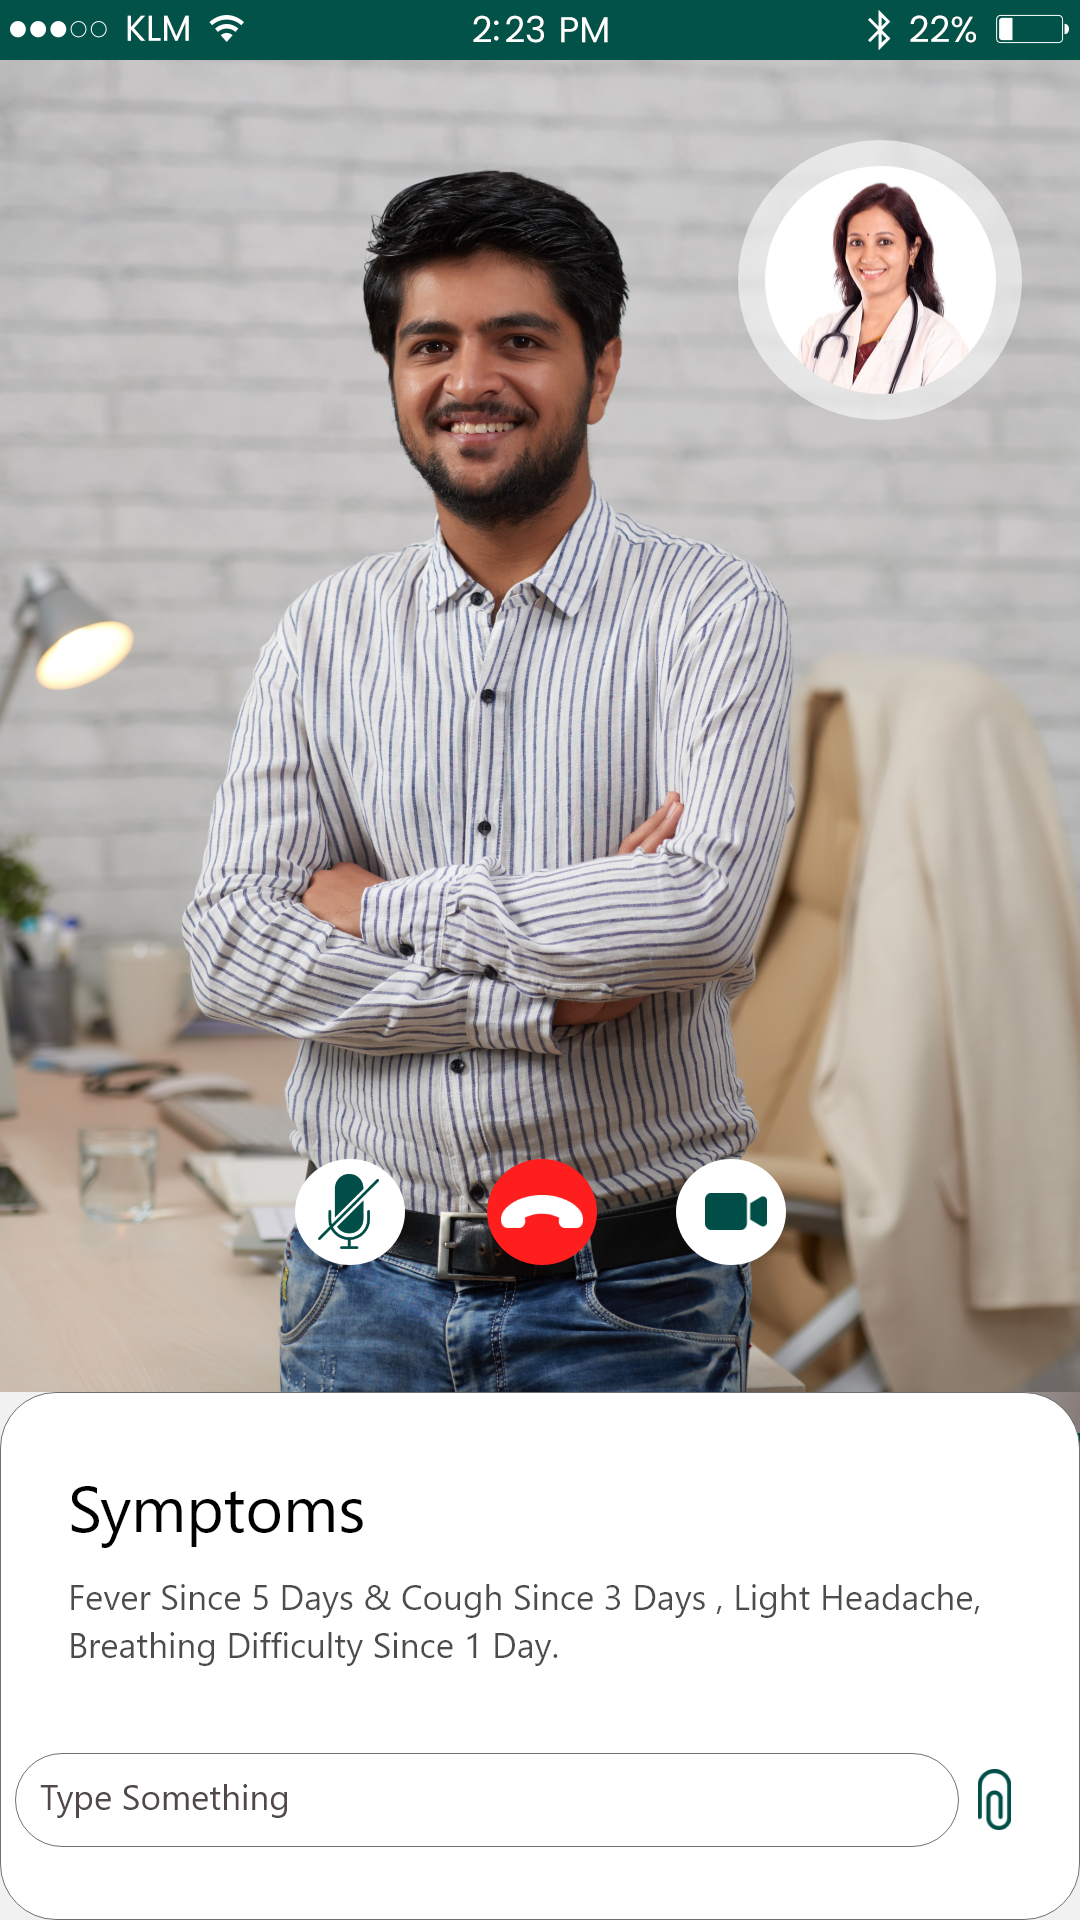 KLM 2:23 PM 22%
Symptoms
Fever Since 5 Days & Cough Since 3 Days , Light Headache,
Breathing Difficulty Since 1 Day.
Type Something